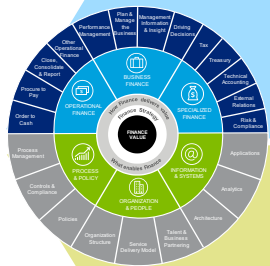 Plan &
Manage
the
Business
Management
Information
& Insight
Driving
Decisions
Tax
Treasury
Technical
Accounting
External
Relations
Risk &
Compliance
Performance
Management
Other
Operational
Finance
Close,
Consolidate
& Report
Procure to
Pay
Order to
Cash
BUSINESS
FINANCE
OPERATIONAL
FINANCE
SPECIALIZED
FINANCE
How Finance delivers value
Finance Strategy
FINANCE
VALUE
What enables Finance
PROCESS
& POLICY
INFORMATION
& SYSTEMS
@
ORGANIZATION
& PEOPLE
Process
Management
Controls &
Compliance
Policies
Organization
Structure
Service
Delivery Model
Talent &
Business
Partnering
Architecture
Analytics
Applications